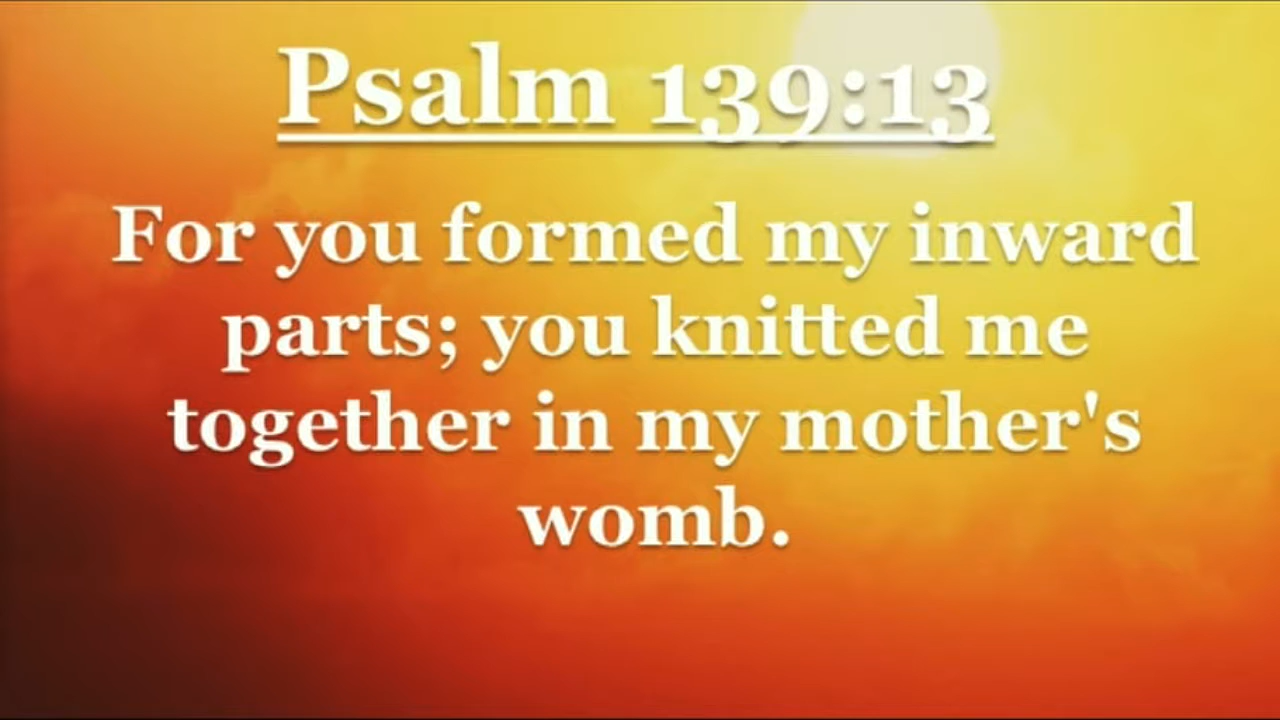 Psalm 139:13
For you formed my inward
parts; you knitted me
together in my mother's
womb.